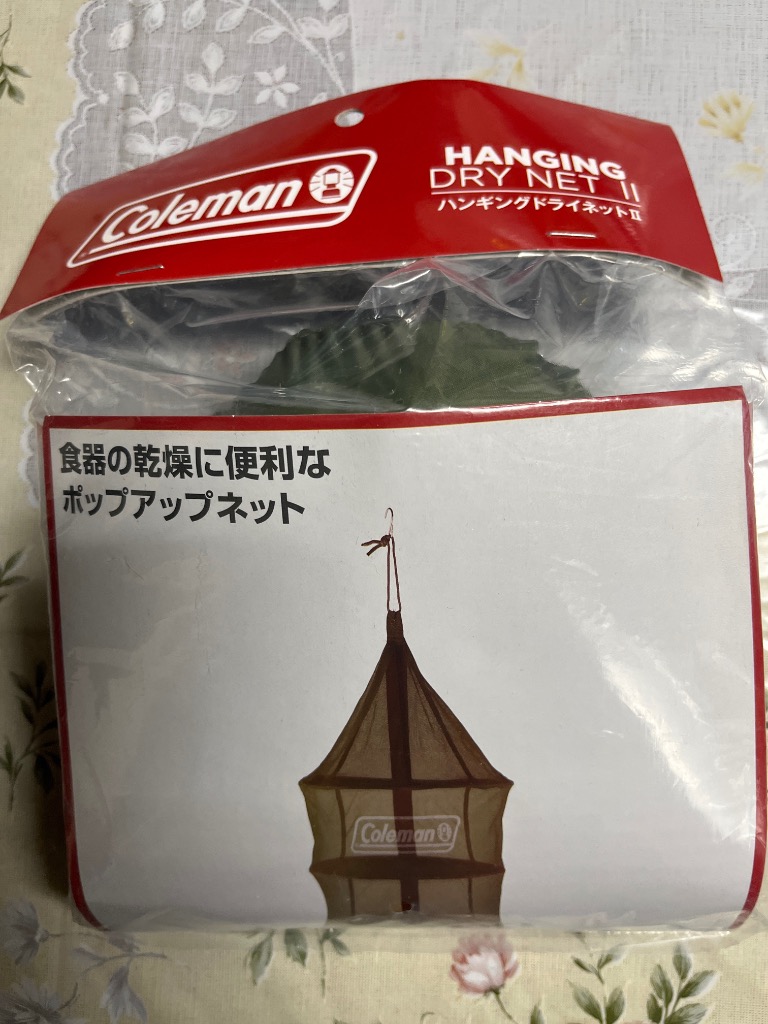 Coleman
HANGING
DRY NET II
ハンギングドライネットⅡ
食器の乾燥に便利な
ポップアップネット
Coleman